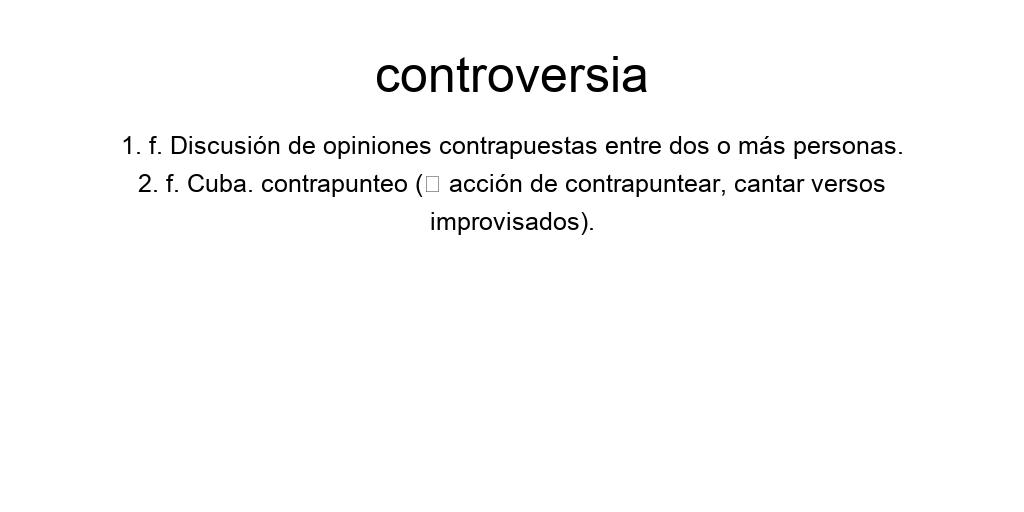 controversia
1. f. Discusión de opiniones contrapuestas entre dos o más personas.
2. f. Cuba. contrapunteo (□ acción de contrapuntear, cantar versos
improvisados).